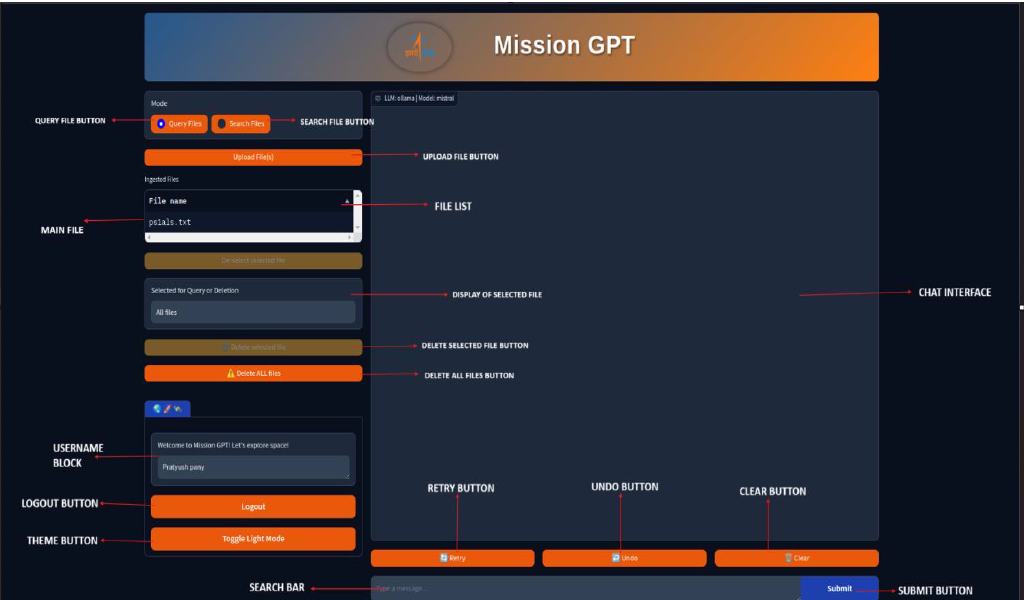 Mission GPT
Mode
LLM: ollama | Model: mistral
QUERY FILE BUTTON
Query Files
Search Files
SEARCH FILE BUTTON
Upload File(s)
UPLOAD FILE BUTTON
Ingested Files
File name
FILE LIST
ps1als.txt
MAIN FILE
De-select selected file
Selected for Query or Deletion
DISPLAY OF SELECTED FILE
CHAT INTERFACE
All files
Delete selected file
DELETE SELECTED FILE BUTTON
Delete ALL files
DELETE ALL FILES BUTTON
Welcome to Mission GPT! Let's explore space!
USERNAME
BLOCK
Pratyush pany
LOGOUT BUTTON
Logout
THEME BUTTON
Toggle Light Mode
RETRY BUTTON
UNDO BUTTON
CLEAR BUTTON
Retry
Undo
Clear
SEARCH BAR
Type a message...
Submit
SUBMIT BUTTON